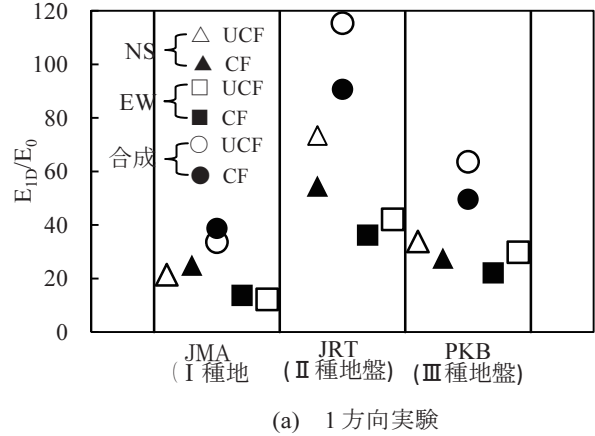 120
100
80
60
40
20
0
E1D/E0
NS
△ UCF
▲ CF
EW
□ UCF
■ CF
合成
○ UCF
● CF
JMA
(Ⅰ種地
JRT
(Ⅱ種地盤)
PKB
(Ⅲ種地盤)
(a) 1方向実験